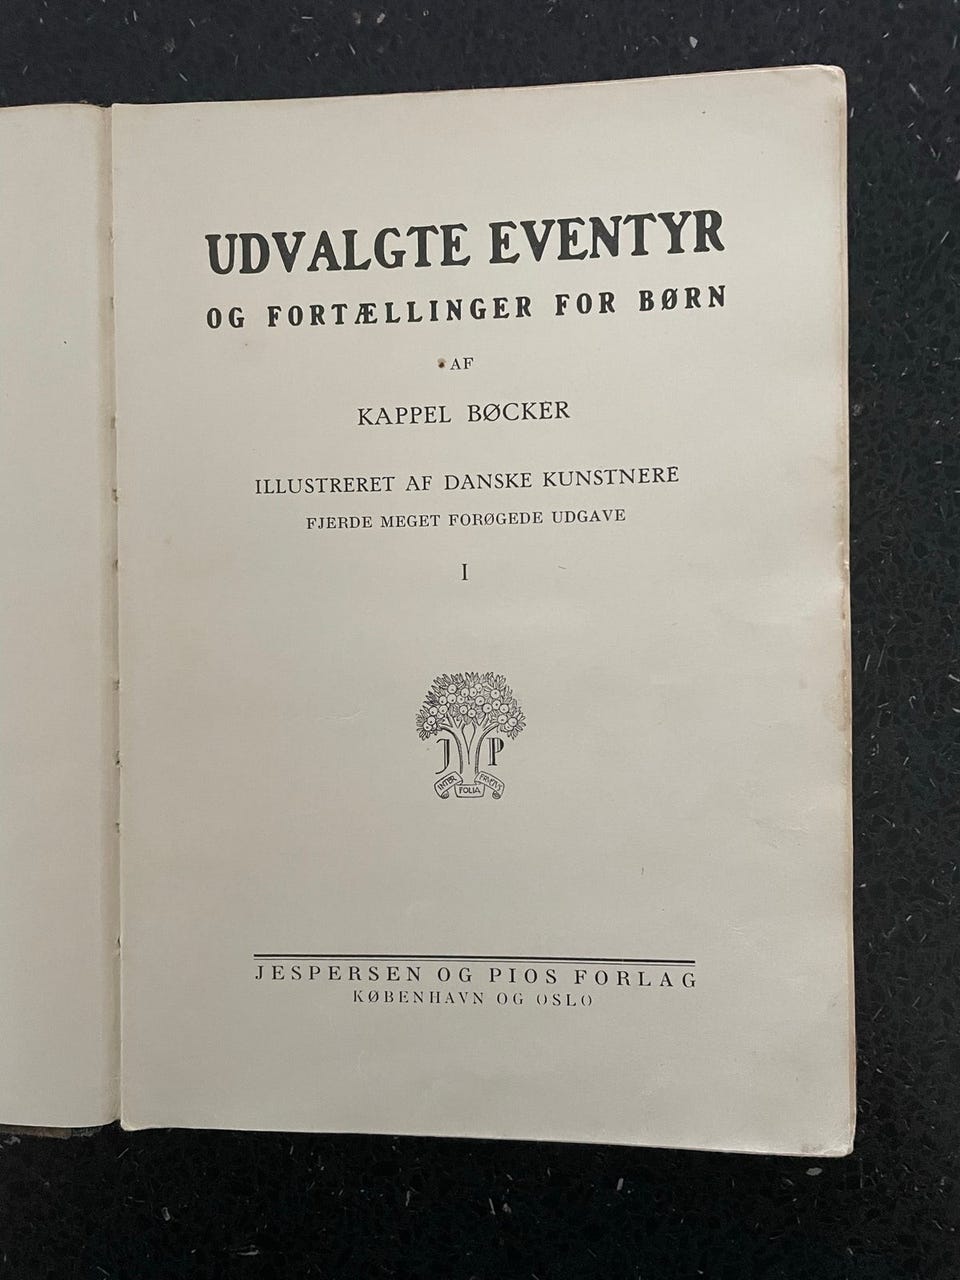 UDVALGTE EVENTYR
OG FORTÆLLINGER FOR BØRN
AF
KAPPEL BØCKER
ILLUSTRERET AF DANSKE KUNSTNERE
FJERDE MEGET FORØGEDE UDGAVE
I
J P
INTER FOLIA FRUCTUS
JESPERSEN OG PIOS FORLAG
KØBENHAVN OG OSLO